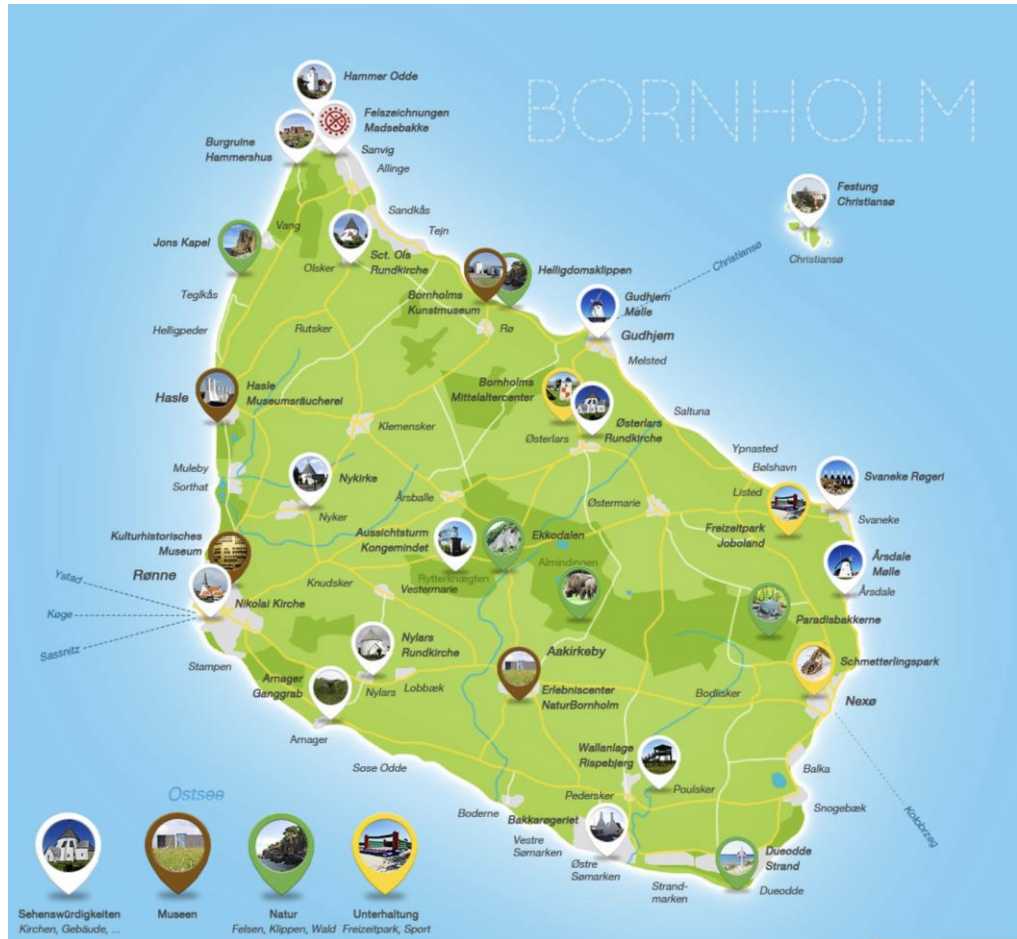 BORNHOLM
Hammer Odde
Felszeichnungen
Madsebakke
Burgruine
Hammershus
Sanvig
Allinge
Festung
Christiansø
Christiansø
Christiansø
Sandkås
Tejn
Vang
Jons Kapel
Olsker
Sct. Ols
Rundkirche
Helligdomsklippen
Teglkås
Bornholms
Kunstmuseum
Gudhjem
Mølle
Helligpeder
Rutsker
Rø
Gudhjem
Melsted
Hasle
Hasle
Museumsräucherei
Bornholms
Mittelaltercenter
Saltuna
Klemensker
Østerlars
Østerlars
Rundkirche
Ypnasted
Bølshavn
Muleby
Sorthat
Nykirke
Listed
Svaneke Røgeri
Årsballe
Østermarie
Nyker
Svaneke
Kulturhistorisches
Museum
Aussichtsturm
Kongemindet
Ekkodalen
Freizeitpark
Joboland
Almindingen
Årsdale
Mølle
Rønne
Ystad
Knudsker
Rytterknægten
Vestermarie
Årsdale
Køge
Nikolai Kirche
Paradisbakkerne
Sassnitz
Nylars
Rundkirche
Aakirkeby
Schmetterlingspark
Stampen
Arnager
Ganggrab
Nylars
Lobbæk
Erlebniscenter
NaturBornholm
Bodilsker
Nexø
Arnager
Sose Odde
Wallanlage
Rispebjerg
Balka
Poulsker
Pedersker
Snogebæk
Kolobrzeg
Boderne
Bakkarøgeriet
Vestre
Sømarken
Østre
Sømarken
Dueodde
Strand
Strand-
marken
Dueodde
Ostsee
Sehenswürdigkeiten
Kirchen, Gebäude, ...
Museen
Natur
Felsen, Klippen, Wald
Unterhaltung
Freizeitpark, Sport